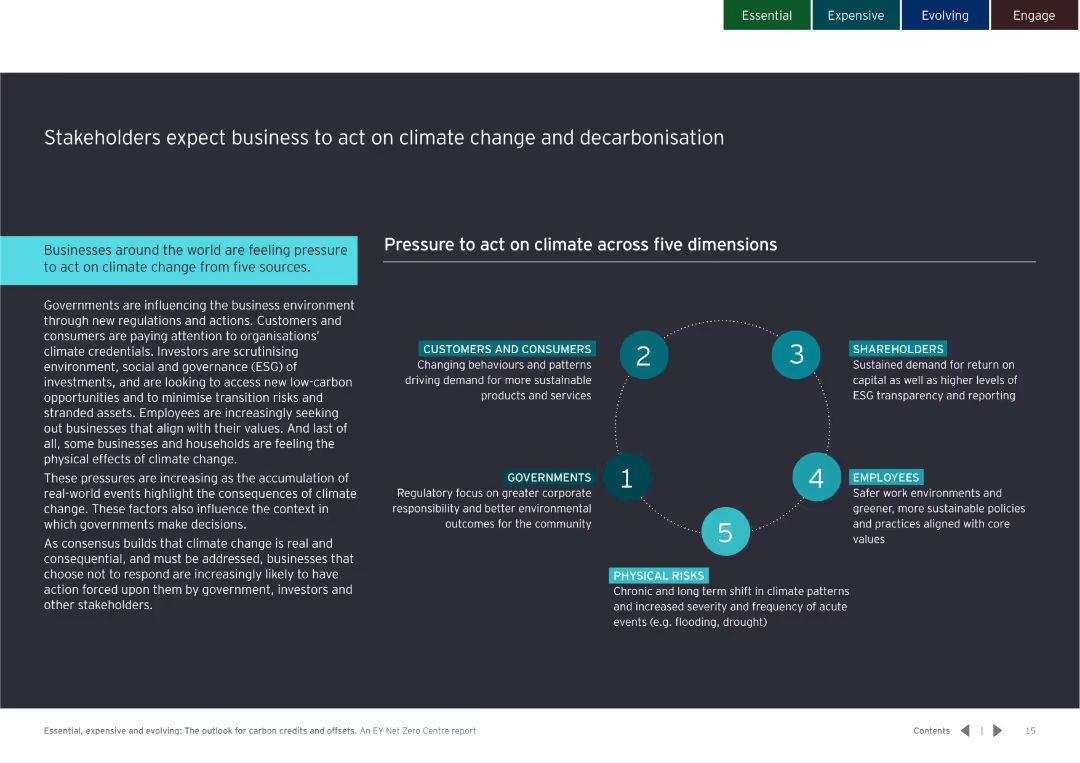 Essential
Expensive
Evolving
Engage
Stakeholders expect business to act on climate change and decarbonisation
Businesses around the world are feeling pressure
to act on climate change from five sources.
Governments are influencing the business environment
through new regulations and actions. Customers and
consumers are paying attention to organisations'
climate credentials. Investors are scrutinising
environment, social and governance (ESG) of
investments, and are looking to access new low-carbon
opportunities and to minimise transition risks and
stranded assets. Employees are increasingly seeking
out businesses that align with their values. And last of
all, some businesses and households are feeling the
physical effects of climate change.
These pressures are increasing as the accumulation of
real-world events highlight the consequences of climate
change. These factors also influence the context in
which governments make decisions.
As consensus builds that climate change is real and
consequential, and must be addressed, businesses that
choose not to respond are increasingly likely to have
action forced upon them by government, investors and
other stakeholders.
Pressure to act on climate across five dimensions
CUSTOMERS AND CONSUMERS
Changing behaviours and patterns
driving demand for more sustainable
products and services
2
3
SHAREHOLDERS
Sustained demand for return on
capital as well as higher levels of
ESG transparency and reporting
GOVERNMENTS
Regulatory focus on greater corporate
responsibility and better environmental
outcomes for the community
1
4
EMPLOYEES
Safer work environments and
greener, more sustainable policies
and practices aligned with core
values
5
PHYSICAL RISKS
Chronic and long term shift in climate patterns
and increased severity and frequency of acute
events (e.g. flooding, drought)
Essential, expensive and evolving: The outlook for carbon credits and offsets. An EY Net Zero Centre report
Contents | 15